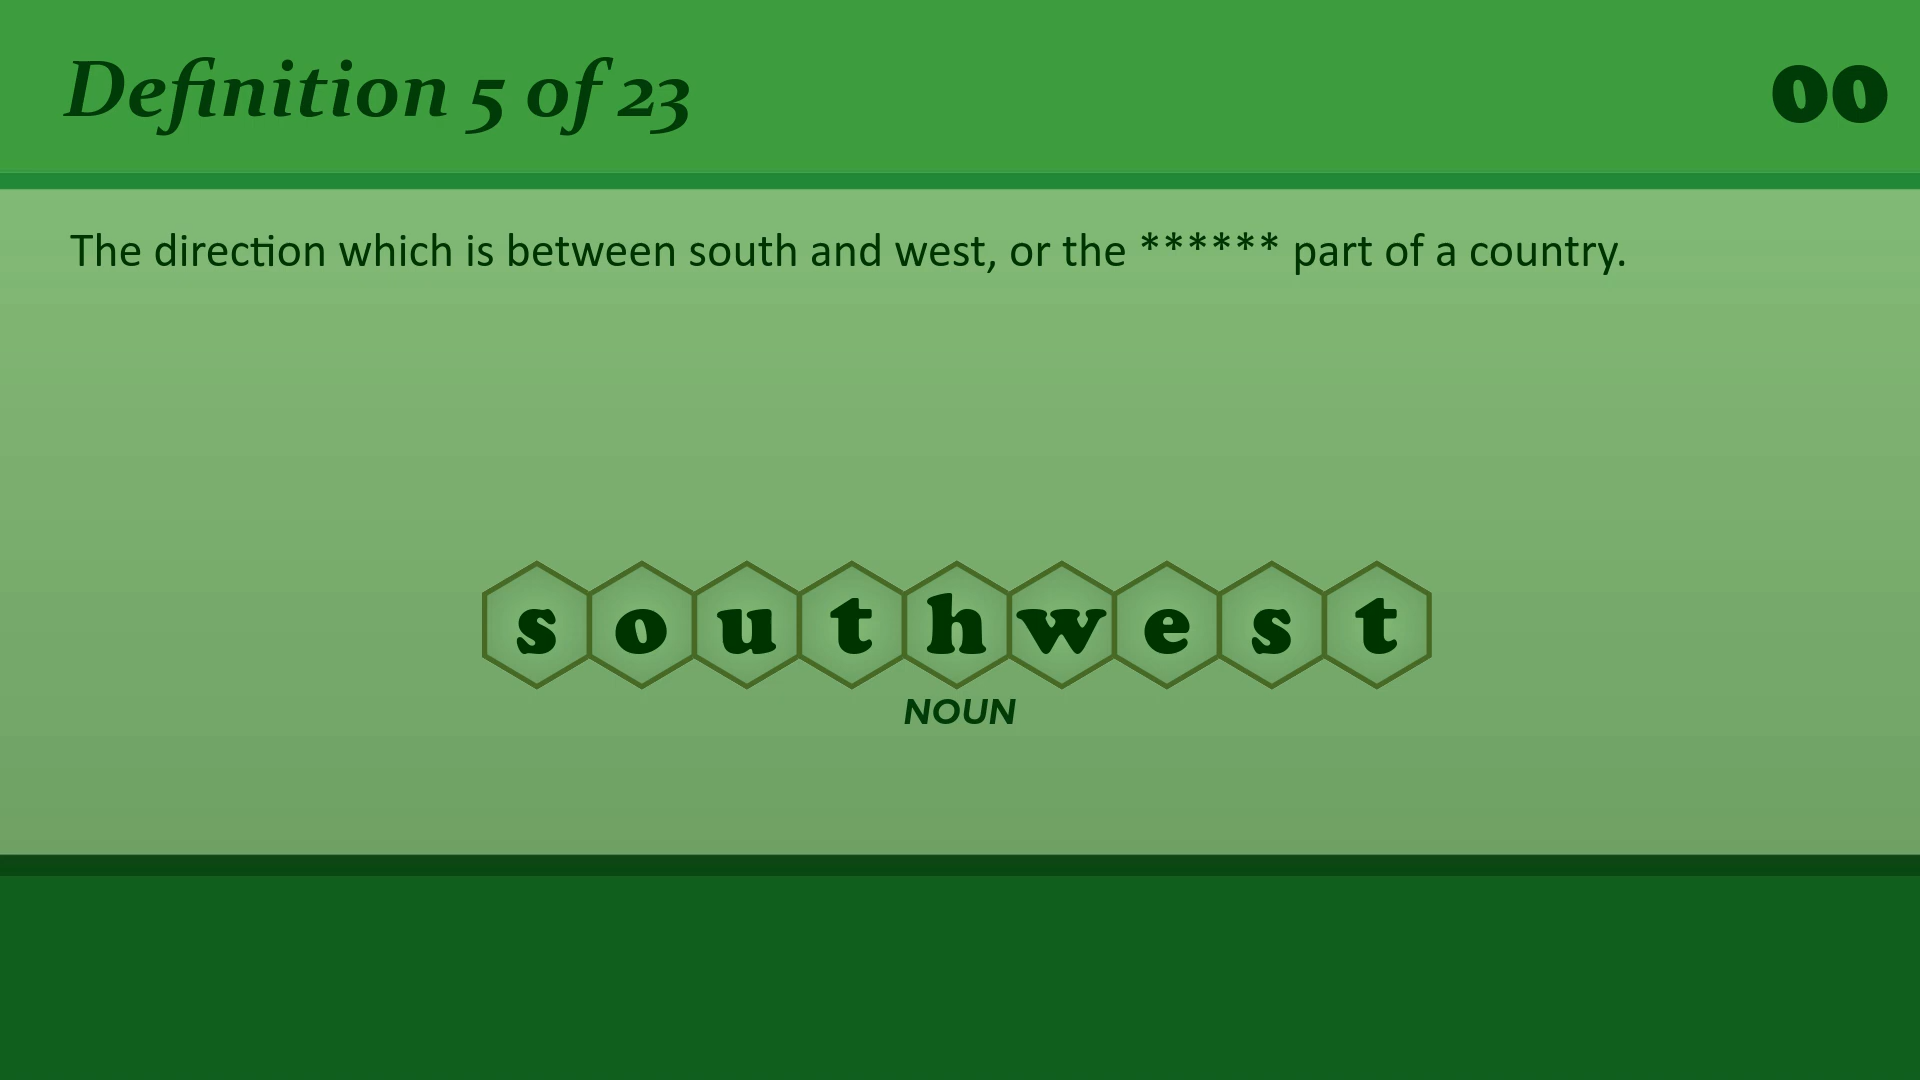 Definition 5 of 23
00
The direction which is between south and west, or the ****** part of a country.
southwest
NOUN